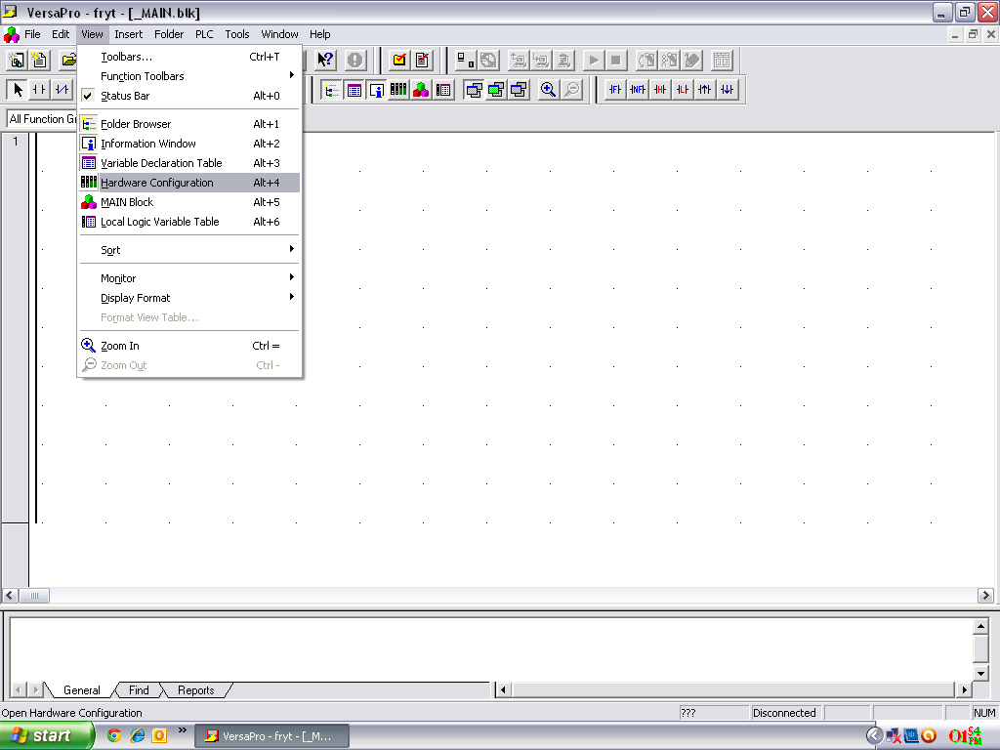 VersaPro - fryt - [_MAIN.blk]
File Edit View Insert Folder PLC Tools Window Help
Toolbars... Ctrl+T
Function Toolbars
Status Bar Alt+0
Folder Browser Alt+1
Information Window Alt+2
Variable Declaration Table Alt+3
Hardware Configuration Alt+4
MAIN Block Alt+5
Local Logic Variable Table Alt+6
Sort
Monitor
Display Format
Format View Table...
Zoom In Ctrl =
Zoom Out Ctrl -
All Function Gr
1
General Find Reports
Open Hardware Configuration ??? Disconnected NUM
start VersaPro - fryt - [_M...